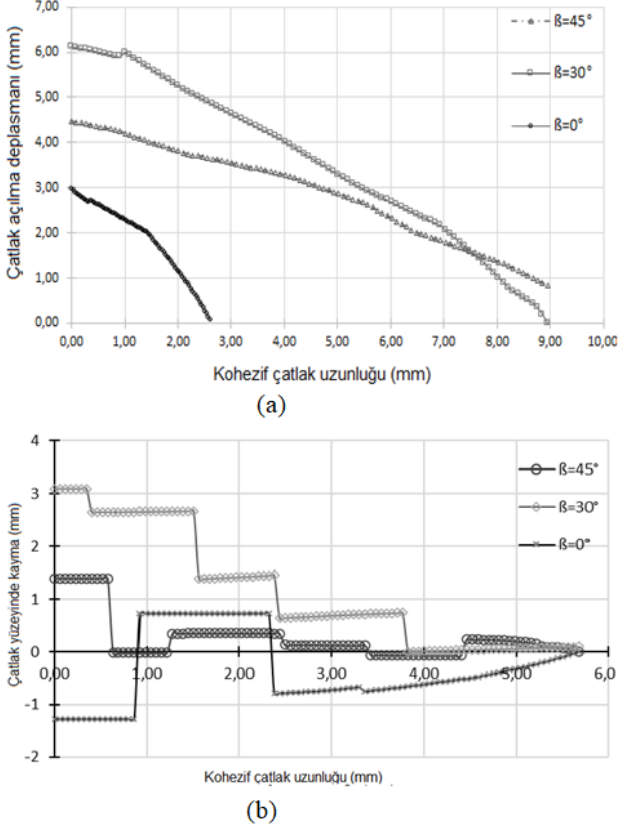 7,00
6,00
5,00
4,00
3,00
2,00
1,00
0,00
Çatlak açılma deplasmanı (mm)
ß=45°
ß=30°
ß=0°
0,00 1,00 2,00 3,00 4,00 5,00 6,00 7,00 8,00 9,00 10,00
Kohezif çatlak uzunluğu (mm)
(a)
4
3
2
1
0
-1
-2
Çatlak yüzeyinde kayma (mm)
ß=45°
ß=30°
ß=0°
0,00 1,00 2,00 3,00 4,00 5,00 6,0
Kohezif çatlak uzunluğu (mm)
(b)